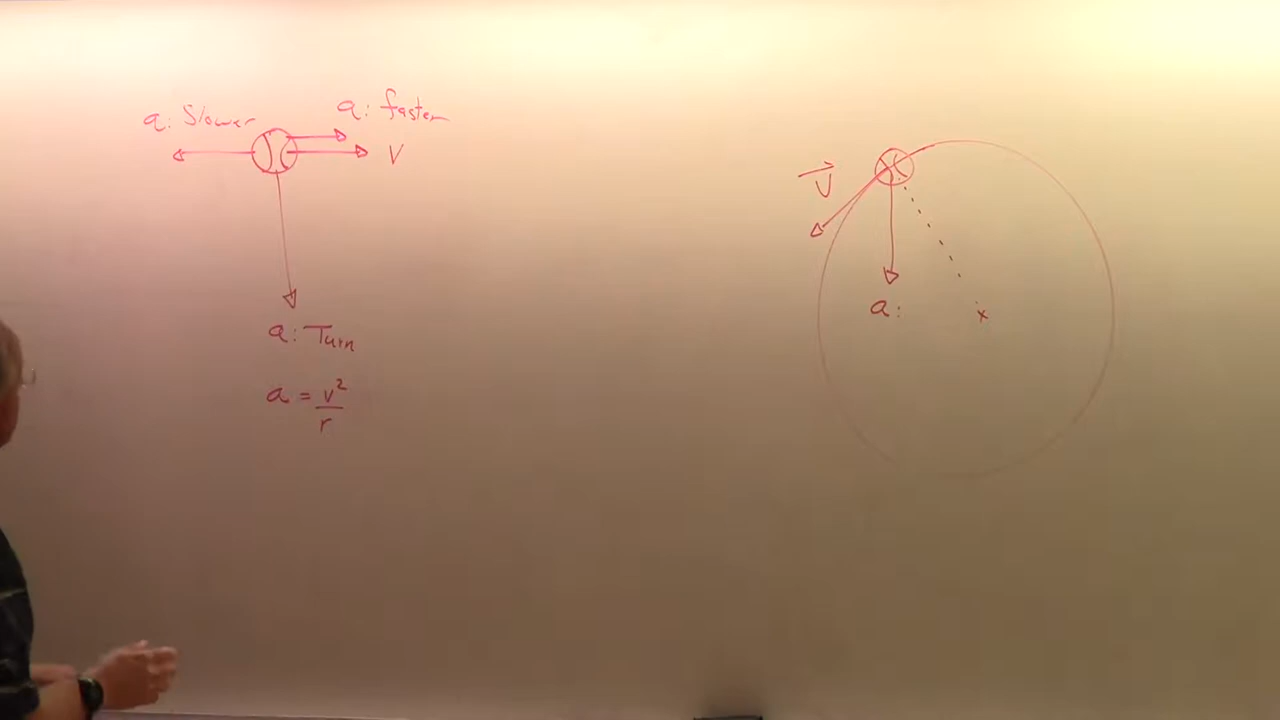 a: Slower
a: faster
V
a: Turn
a = v²/r
V⃗
a:
x